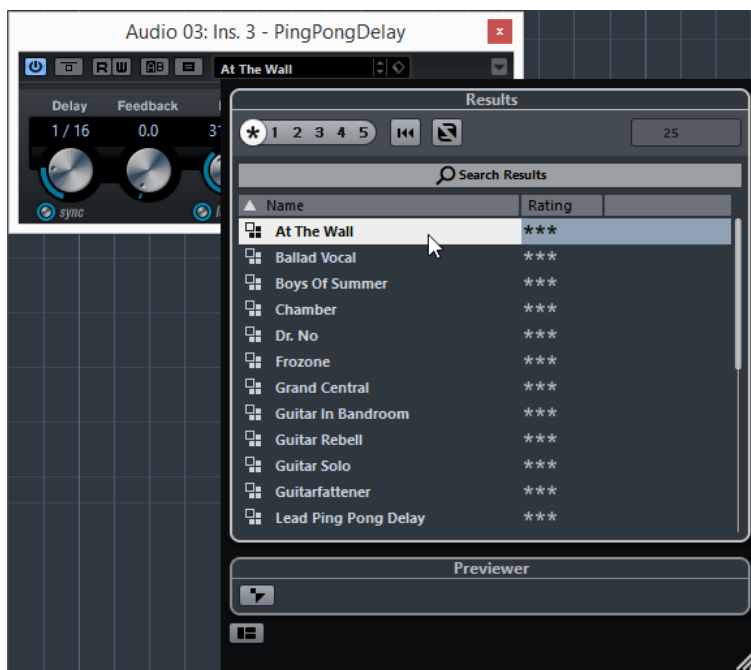 Audio 03: Ins. 3 - PingPongDelay
x
R W AB At The Wall
Delay Feedback
1 / 16 0.0
sync
Results
* 1 2 3 4 5 25
Search Results
Name Rating
At The Wall ***
Ballad Vocal ***
Boys Of Summer ***
Chamber ***
Dr. No ***
Frozone ***
Grand Central ***
Guitar In Bandroom ***
Guitar Rebell ***
Guitar Solo ***
Guitarfattener ***
Lead Ping Pong Delay ***
Previewer